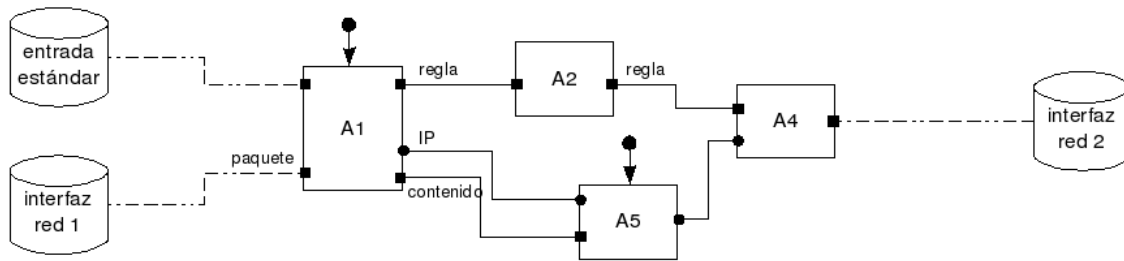 entrada
estándar
regla
A2
regla
A1
A4
interfaz
red 2
IP
paquete
contenido
interfaz
red 1
A5